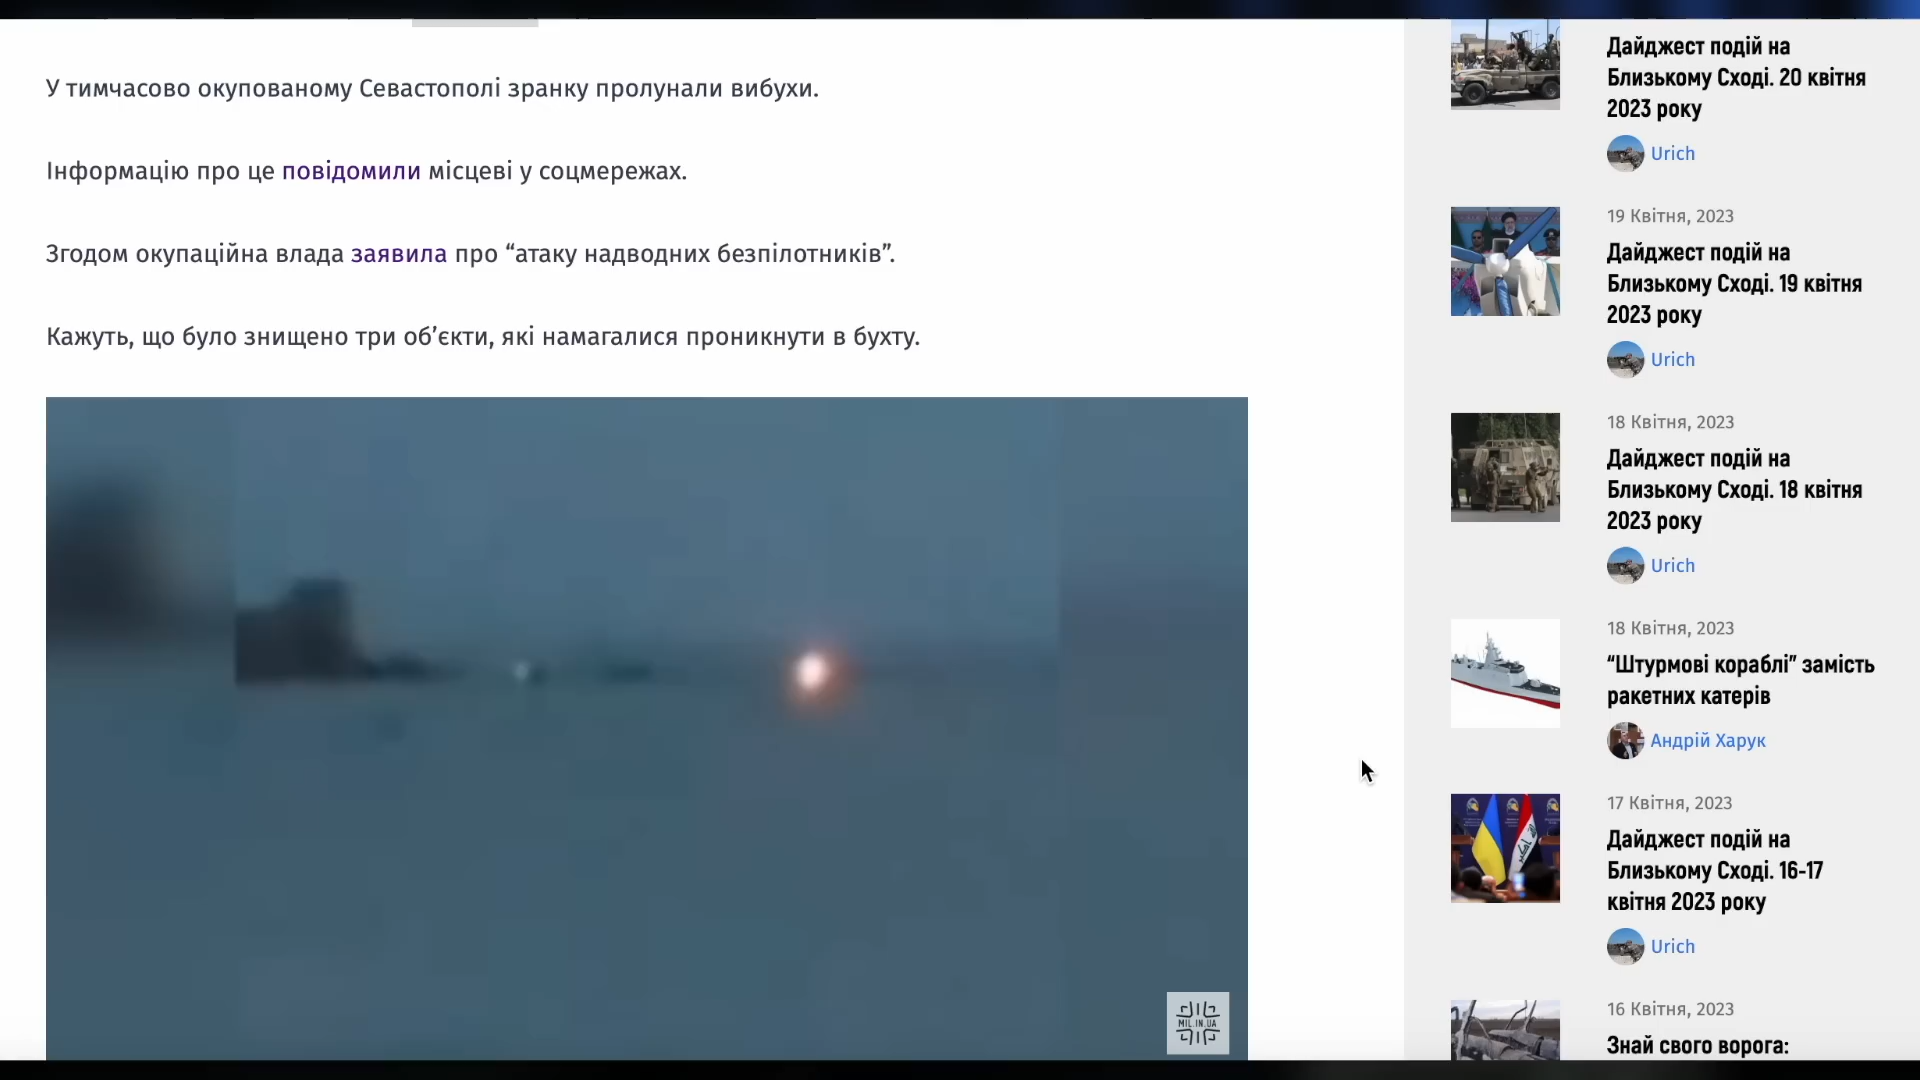 У тимчасово окупованому Севастополі зранку пролунали вибухи.
Інформацію про це повідомили місцеві у соцмережах.
Згодом окупаційна влада заявила про “атаку надводних безпілотників”.
Кажуть, що було знищено три об’єкти, які намагалися проникнути в бухту.
MIL.IN.UA
Дайджест подій на
Близькому Сході. 20 квітня
2023 року
Urich
19 Квітня, 2023
Дайджест подій на
Близькому Сході. 19 квітня
2023 року
Urich
18 Квітня, 2023
Дайджест подій на
Близькому Сході. 18 квітня
2023 року
Urich
18 Квітня, 2023
“Штурмові кораблі” замість
ракетних катерів
Андрій Харук
17 Квітня, 2023
Дайджест подій на
Близькому Сході. 16-17
квітня 2023 року
Urich
16 Квітня, 2023
Знай свого ворога: